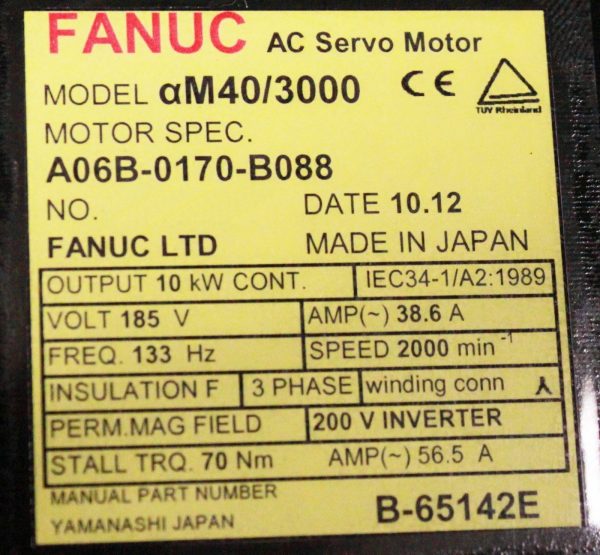 FANUC AC Servo Motor
MODEL αM40/3000 CE
TUV Rheinland
MOTOR SPEC.
A06B-0170-B088
NO. DATE 10.12
FANUC LTD MADE IN JAPAN
OUTPUT 10 kW CONT. IEC34-1/A2:1989
VOLT 185 V AMP(~) 38.6 A
FREQ. 133 Hz SPEED 2000 min⁻¹
INSULATION F 3 PHASE winding conn
PERM.MAG FIELD 200 V INVERTER
STALL TRQ. 70 Nm AMP(~) 56.5 A
MANUAL PART NUMBER B-65142E
YAMANASHI JAPAN